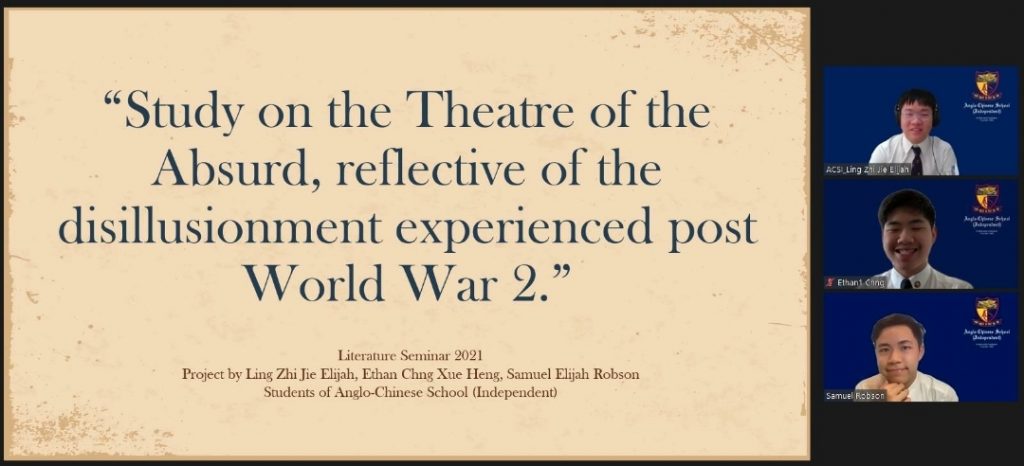 “Study on the Theatre of the
Absurd, reflective of the
disillusionment experienced post
World War 2.”
Literature Seminar 2021
Project by Ling Zhi Jie Elijah, Ethan Chng Xue Heng, Samuel Elijah Robson
Students of Anglo-Chinese School (Independent)
Anglo-Chinese School
(Independent)
ACSI_Ling Zhi Jie Elijah
Anglo-Chinese School
(Independent)
Ethan1 Chng
Anglo-Chinese School
(Independent)
Samuel Robson